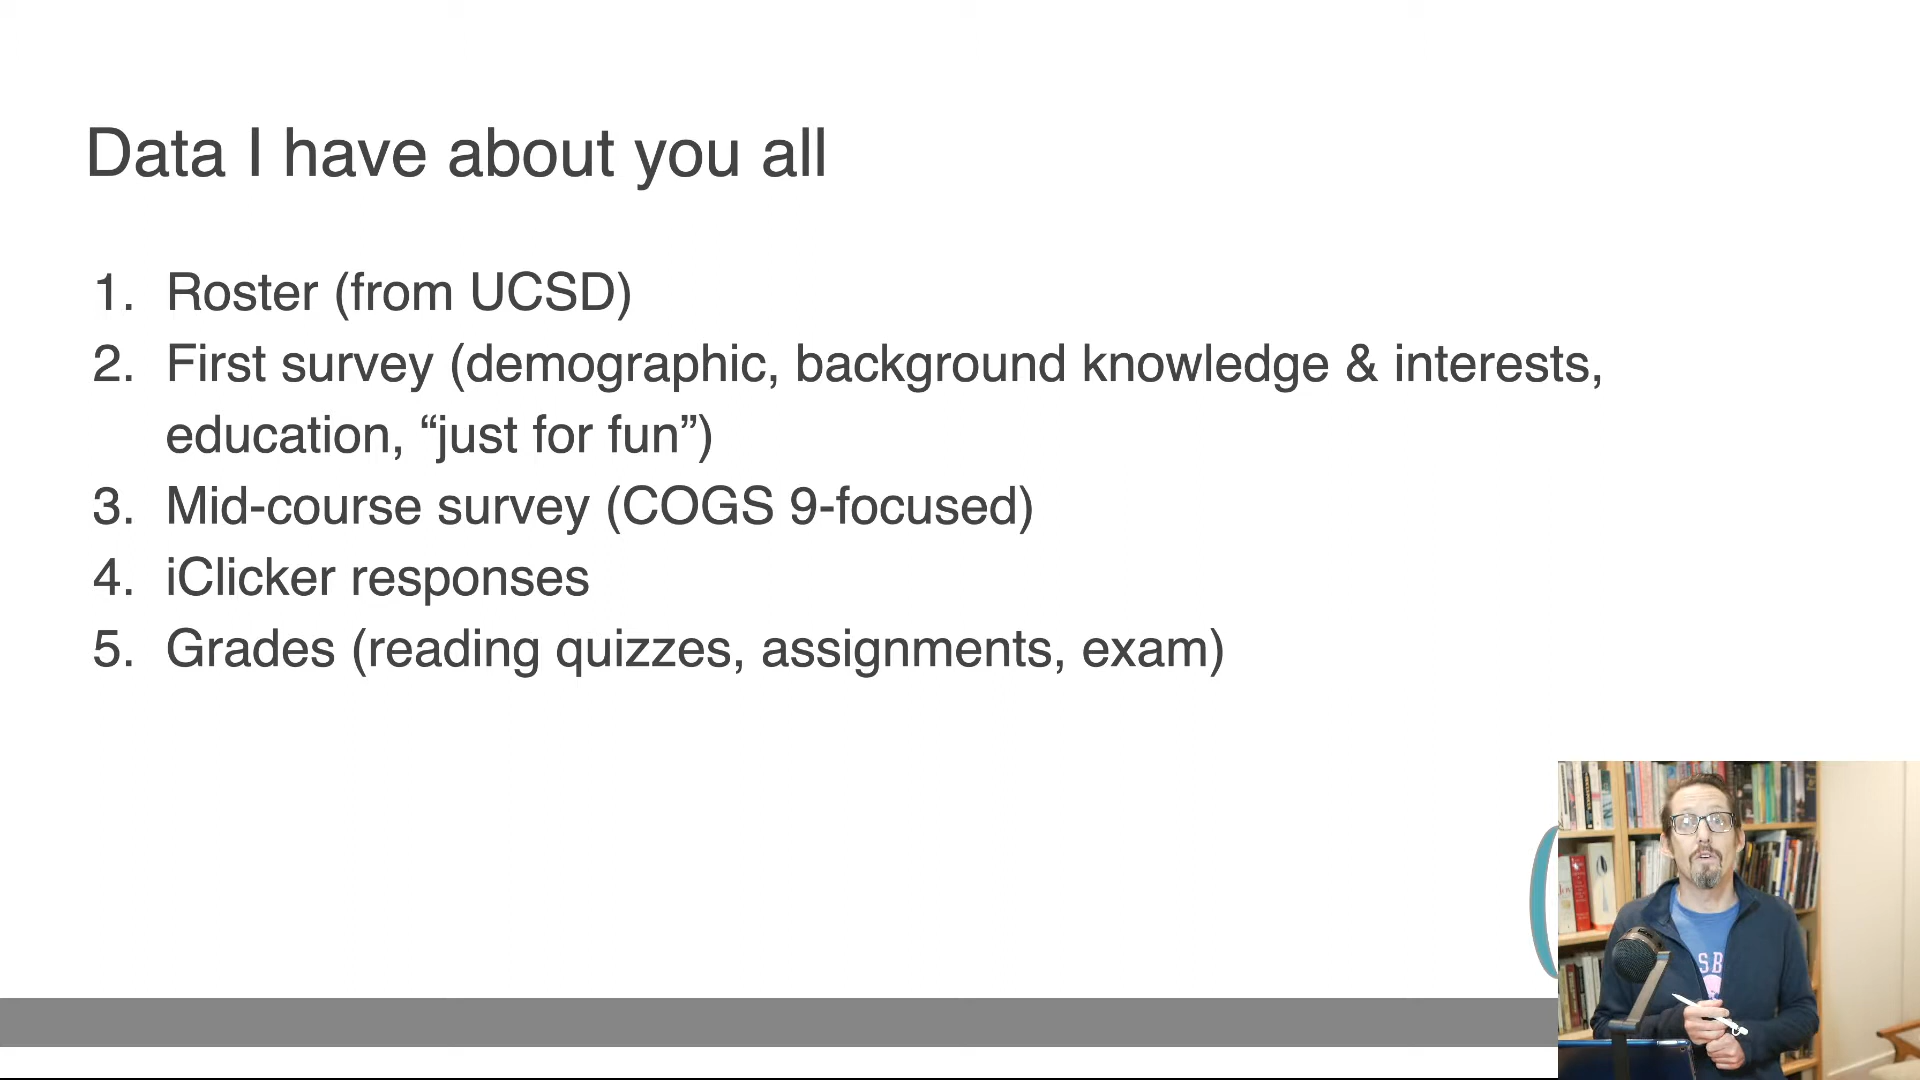 Data I have about you all
1. Roster (from UCSD)
2. First survey (demographic, background knowledge & interests,
education, “just for fun”)
3. Mid-course survey (COGS 9-focused)
4. iClicker responses
5. Grades (reading quizzes, assignments, exam)
SB